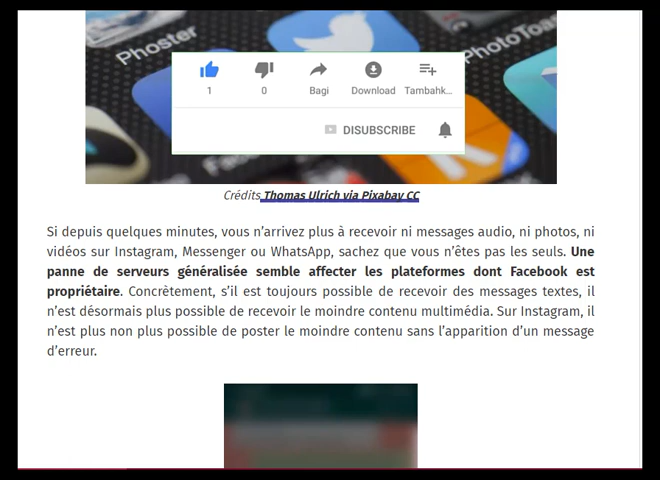 Phoster
PhotoToas
1
0
Bagi
Download
Tambahk...
DISUBSCRIBE
Crédits Thomas Ulrich via Pixabay CC
Si depuis quelques minutes, vous n’arrivez plus à recevoir ni messages audio, ni photos, ni
vidéos sur Instagram, Messenger ou WhatsApp, sachez que vous n’êtes pas les seuls. Une
panne de serveurs généralisée semble affecter les plateformes dont Facebook est
propriétaire. Concrètement, s’il est toujours possible de recevoir des messages textes, il
n’est désormais plus possible de recevoir le moindre contenu multimédia. Sur Instagram, il
n’est plus non plus possible de poster le moindre contenu sans l’apparition d’un message
d’erreur.